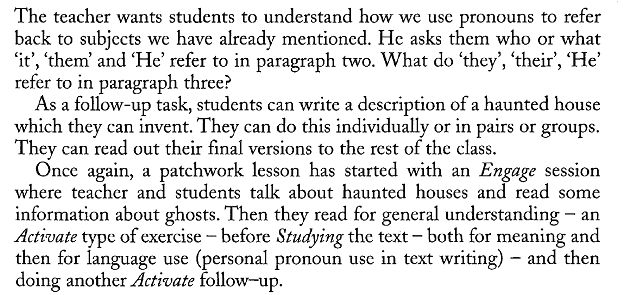 The teacher wants students to understand how we use pronouns to refer
back to subjects we have already mentioned. He asks them who or what
‘it’, ‘them’ and ‘He’ refer to in paragraph two. What do ‘they’, ‘their’, ‘He’
refer to in paragraph three?
As a follow-up task, students can write a description of a haunted house
which they can invent. They can do this individually or in pairs or groups.
They can read out their final versions to the rest of the class.
Once again, a patchwork lesson has started with an Engage session
where teacher and students talk about haunted houses and read some
information about ghosts. Then they read for general understanding – an
Activate type of exercise – before Studying the text – both for meaning and
then for language use (personal pronoun use in text writing) – and then
doing another Activate follow–up.